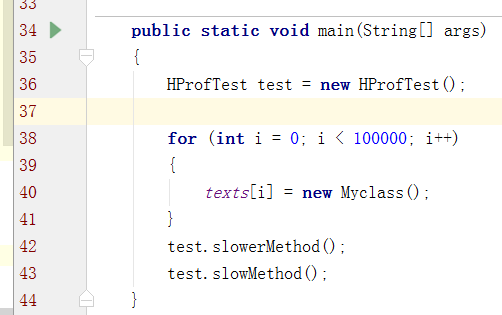 33
34 public static void main(String[] args)
35 {
36 HProfTest test = new HProfTest();
37
38 for (int i = 0; i < 100000; i++)
39 {
40 texts[i] = new Myclass();
41 }
42 test.slowerMethod();
43 test.slowMethod();
44 }